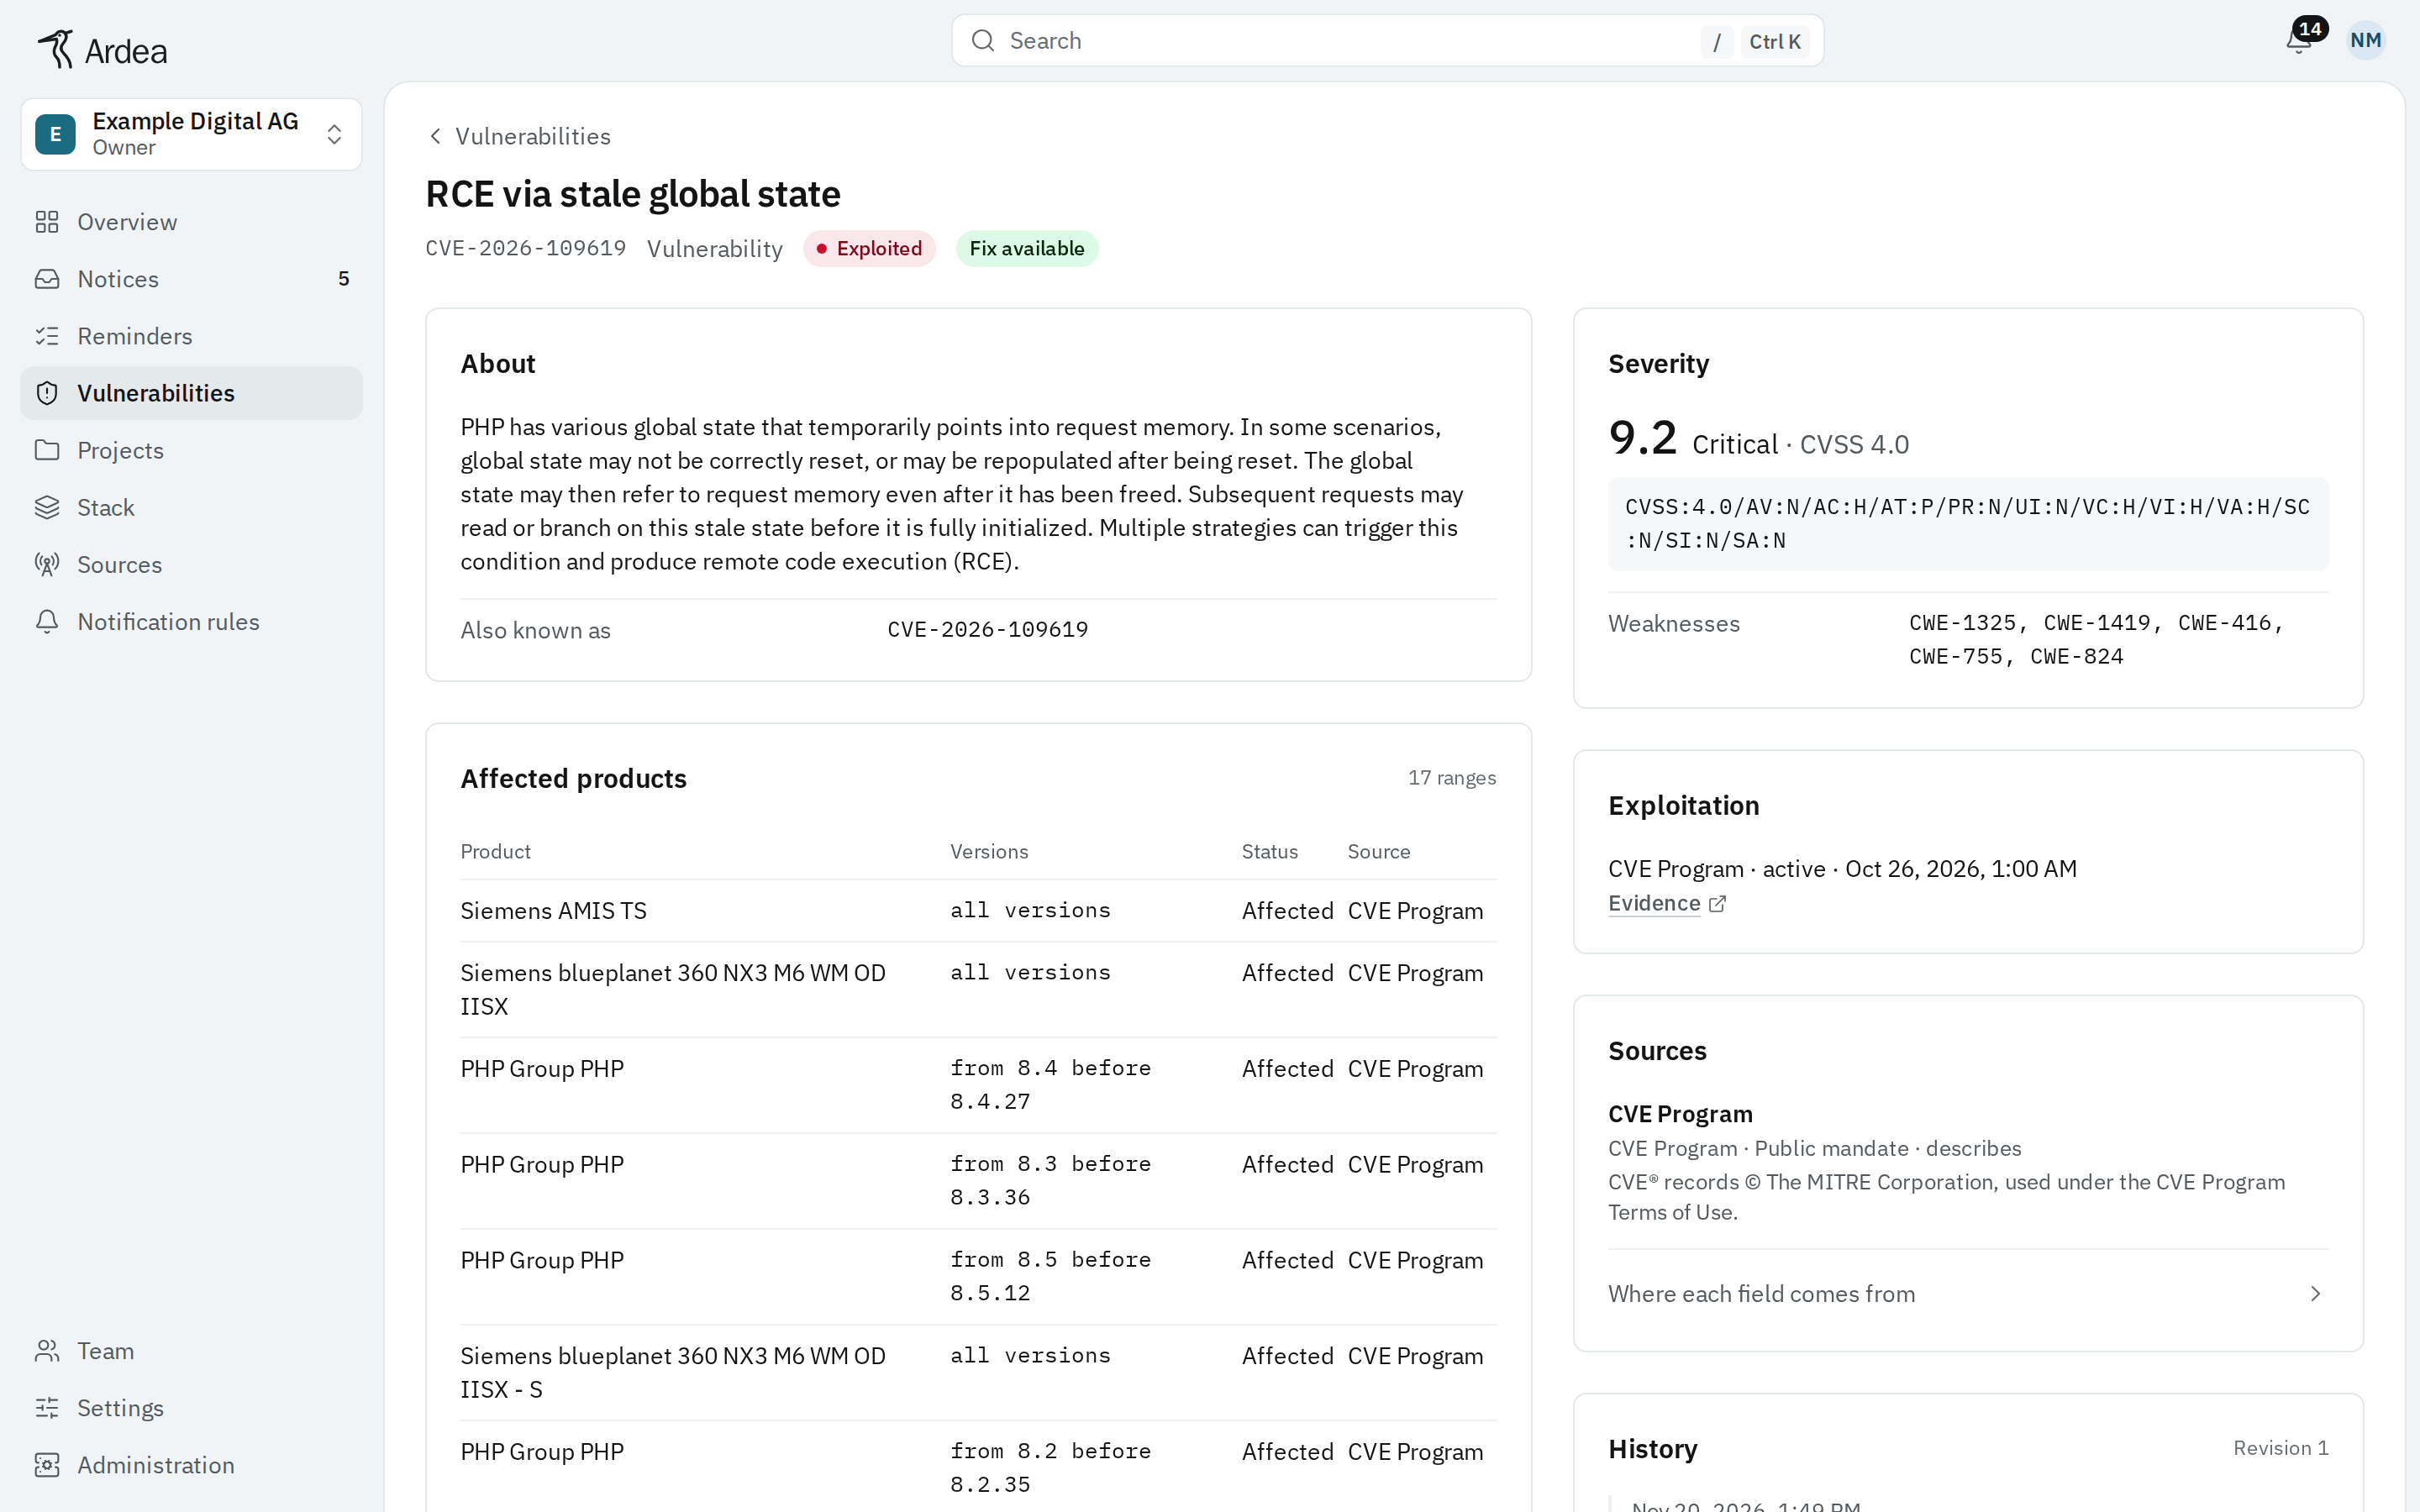 Ardea
Search
/
Ctrl K
14
NM
E
Example Digital AG
Owner
Overview
Notices
5
Reminders
Vulnerabilities
Projects
Stack
Sources
Notification rules
Team
Settings
Administration
Vulnerabilities
RCE via stale global state
CVE-2026-109619
Vulnerability
Exploited
Fix available
About
PHP has various global state that temporarily points into request memory. In some scenarios,
global state may not be correctly reset, or may be repopulated after being reset. The global
state may then refer to request memory even after it has been freed. Subsequent requests may
read or branch on this stale state before it is fully initialized. Multiple strategies can trigger this
condition and produce remote code execution (RCE).
Also known as
CVE-2026-109619
Affected products
17 ranges
Product Versions Status Source
Siemens AMIS TS all versions Affected CVE Program
Siemens blueplanet 360 NX3 M6 WM OD all versions Affected CVE Program
IISX
PHP Group PHP from 8.4 before Affected CVE Program
8.4.27
PHP Group PHP from 8.3 before Affected CVE Program
8.3.36
PHP Group PHP from 8.5 before Affected CVE Program
8.5.12
Siemens blueplanet 360 NX3 M6 WM OD all versions Affected CVE Program
IISX - S
PHP Group PHP from 8.2 before Affected CVE Program
8.2.35
Severity
9.2 Critical · CVSS 4.0
CVSS:4.0/AV:N/AC:H/AT:P/PR:N/UI:N/VC:H/VI:H/VA:H/SC
:N/SI:N/SA:N
Weaknesses
CWE-1325, CWE-1419, CWE-416,
CWE-755, CWE-824
Exploitation
CVE Program · active · Oct 26, 2026, 1:00 AM
Evidence
Sources
CVE Program
CVE Program · Public mandate · describes
CVE® records © The MITRE Corporation, used under the CVE Program
Terms of Use.
Where each field comes from
History
Revision 1
Nov 20, 2026, 1:49 PM